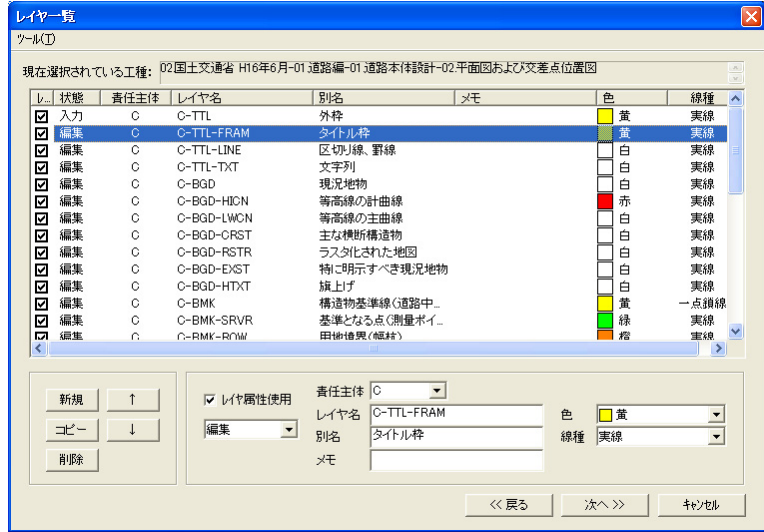 レイヤ一覧
ツール(T)
現在選択されている工種: 02.国土交通省 H16年6月-01.道路編-01.道路本体設計-02.平面図および交差点位置図
レ... 状態 責任主体 レイヤ名 別名 メモ 色 線種
入力 C C-TTL 外枠 黄 実線
編集 C C-TTL-FRAM タイトル枠 黄 実線
編集 C C-TTL-LINE 区切り線、罫線 白 実線
編集 C C-TTL-TXT 文字列 白 実線
編集 C C-BGD 現況地物 白 実線
編集 C C-BGD-HICN 等高線の計曲線 赤 実線
編集 C C-BGD-LWCN 等高線の主曲線 白 実線
編集 C C-BGD-CRST 主な横断構造物 白 実線
編集 C C-BGD-RSTR ラスタ化された地図 白 実線
編集 C C-BGD-EXST 特に明示すべき現況地物 白 実線
編集 C C-BGD-HTXT 旗上げ 白 実線
編集 C C-BMK 構造物基準線(道路中... 黄 一点鎖線
編集 C C-BMK-SRVR 基準となる点(測量ポイ... 緑 実線
編集 C C-BMK-ROW 用地境界(幅杭) 橙 実線
新規 ↑
コピー ↓
削除
レイヤ属性使用
編集
責任主体 C
レイヤ名 C-TTL-FRAM
別名 タイトル枠
メモ
色 黄
線種 実線
<< 戻る 次へ >> キャンセル